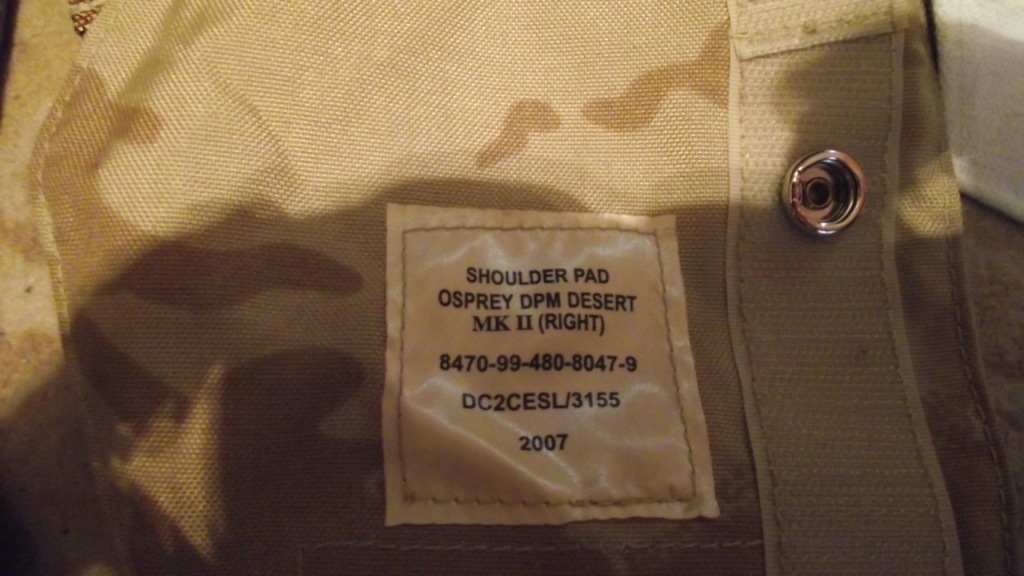 SHOULDER PAD
OSPREY DPM DESERT
MK II (RIGHT)
8470-99-480-8047-9
DC2CESL/3155
2007